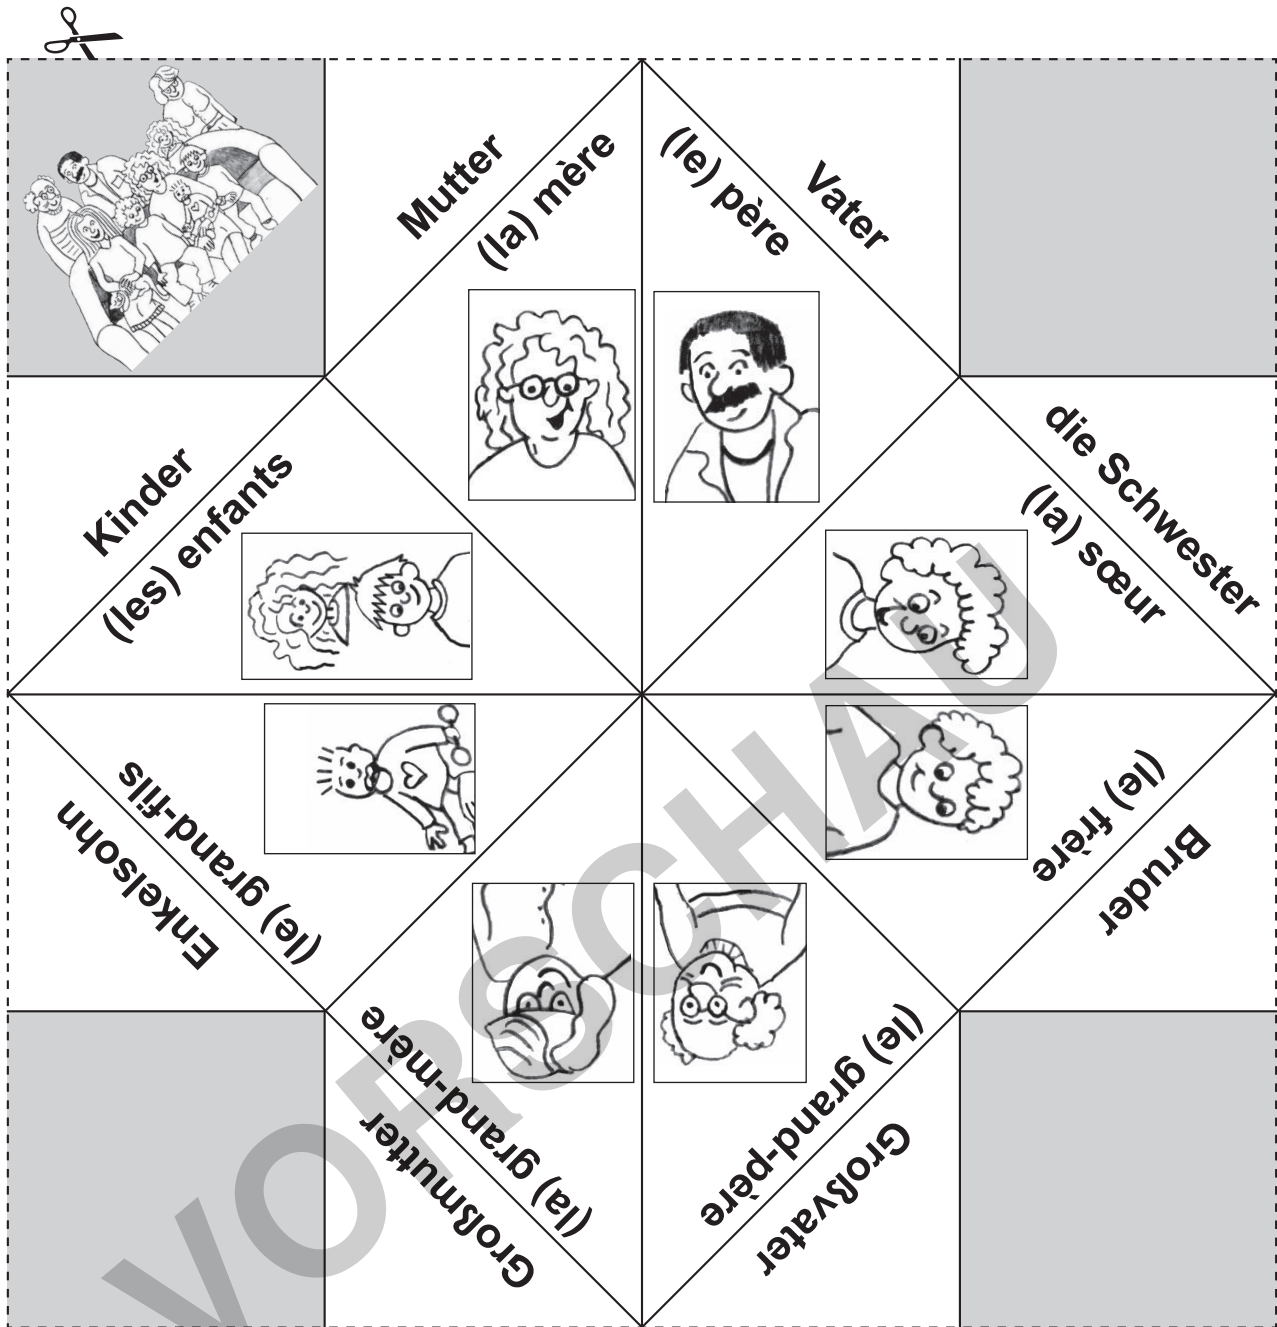 Mutter
(la) mère
(le) père
Vater
die Schwester
(la) sœur
Kinder
(les) enfants
(le) grand-fils
Enkelsohn
(le) frère
Bruder
(la) grand-mère
Großmutter
(le) grand-père
Großvater
VORSCHAU